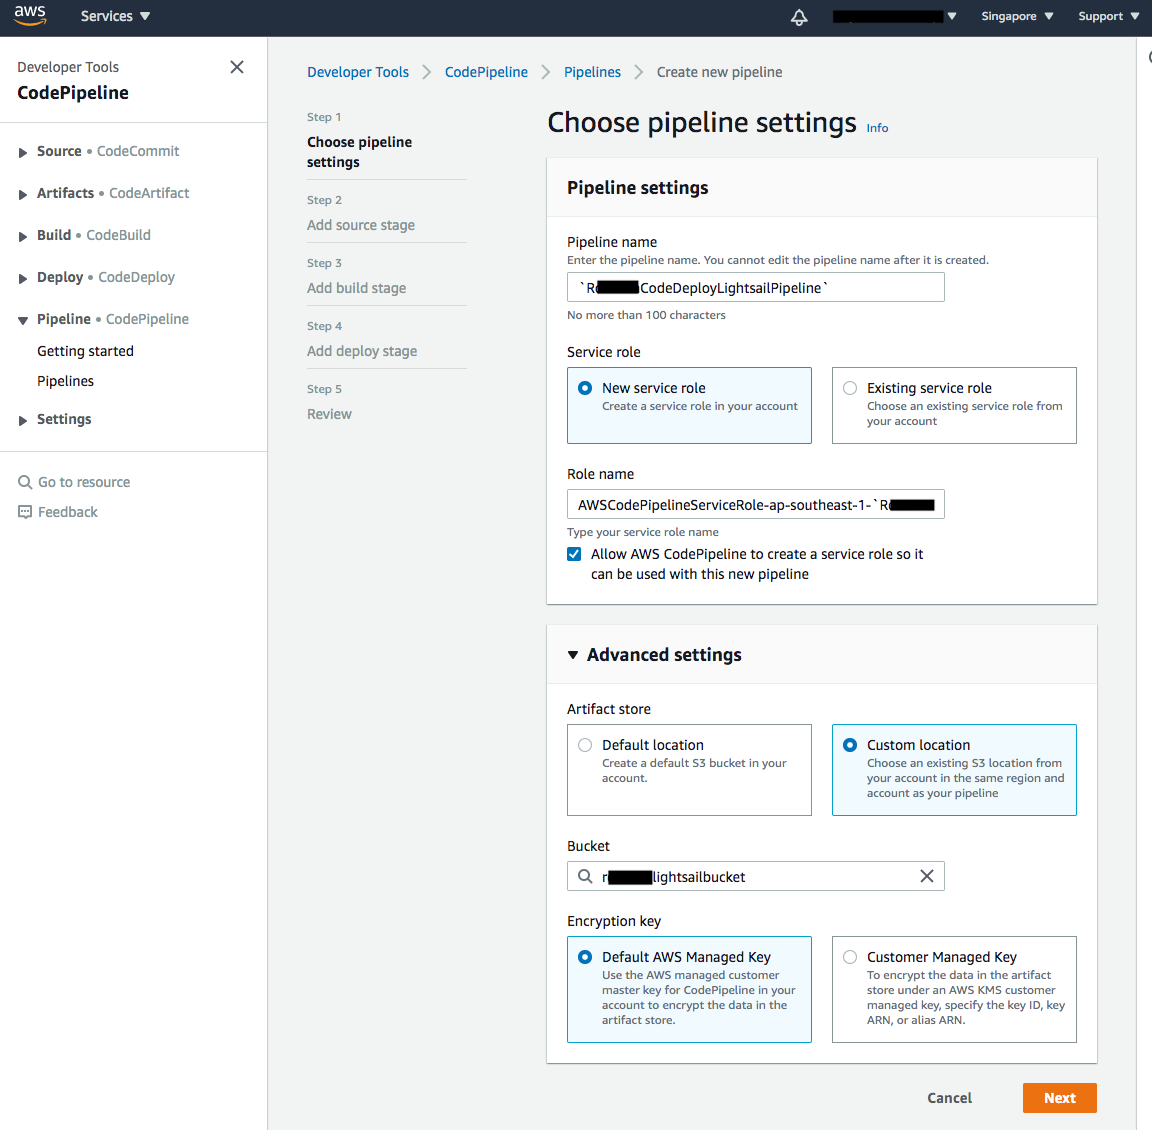 aws
Services
Singapore
Support
Developer Tools
CodePipeline
Source • CodeCommit
Artifacts • CodeArtifact
Build • CodeBuild
Deploy • CodeDeploy
Pipeline • CodePipeline
Getting started
Pipelines
Settings
Go to resource
Feedback
Developer Tools
CodePipeline
Pipelines
Create new pipeline
Step 1
Choose pipeline
settings
Step 2
Add source stage
Step 3
Add build stage
Step 4
Add deploy stage
Step 5
Review
Choose pipeline settings Info
Pipeline settings
Pipeline name
Enter the pipeline name. You cannot edit the pipeline name after it is created.
CodeDeployLightsailPipeline`
No more than 100 characters
Service role
New service role
Create a service role in your account
Existing service role
Choose an existing service role from
your account
Role name
AWSCodePipelineServiceRole-ap-southeast-1-`R
Type your service role name
Allow AWS CodePipeline to create a service role so it
can be used with this new pipeline
Advanced settings
Artifact store
Default location
Create a default S3 bucket in your
account.
Custom location
Choose an existing S3 location from
your account in the same region and
account as your pipeline
Bucket
lightsailbucket
Encryption key
Default AWS Managed Key
Use the AWS managed customer
master key for CodePipeline in your
account to encrypt the data in the
artifact store.
Customer Managed Key
To encrypt the data in the artifact
store under an AWS KMS customer
managed key, specify the key ID, key
ARN, or alias ARN.
Cancel
Next